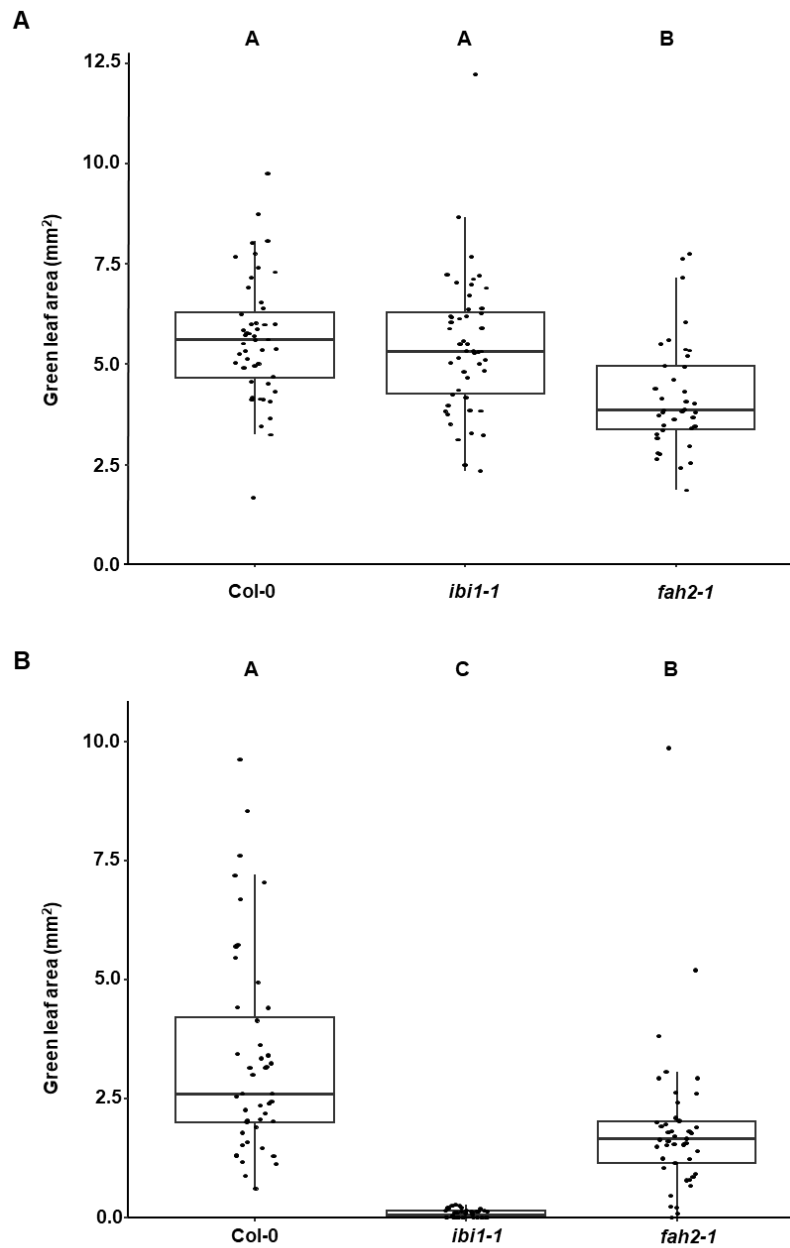 A
A A B
12.5
10.0
7.5
5.0
2.5
0.0
Green leaf area (mm²)
Col-0 ibi1-1 fah2-1
B
A C B
10.0
7.5
5.0
2.5
0.0
Green leaf area (mm²)
Col-0 ibi1-1 fah2-1